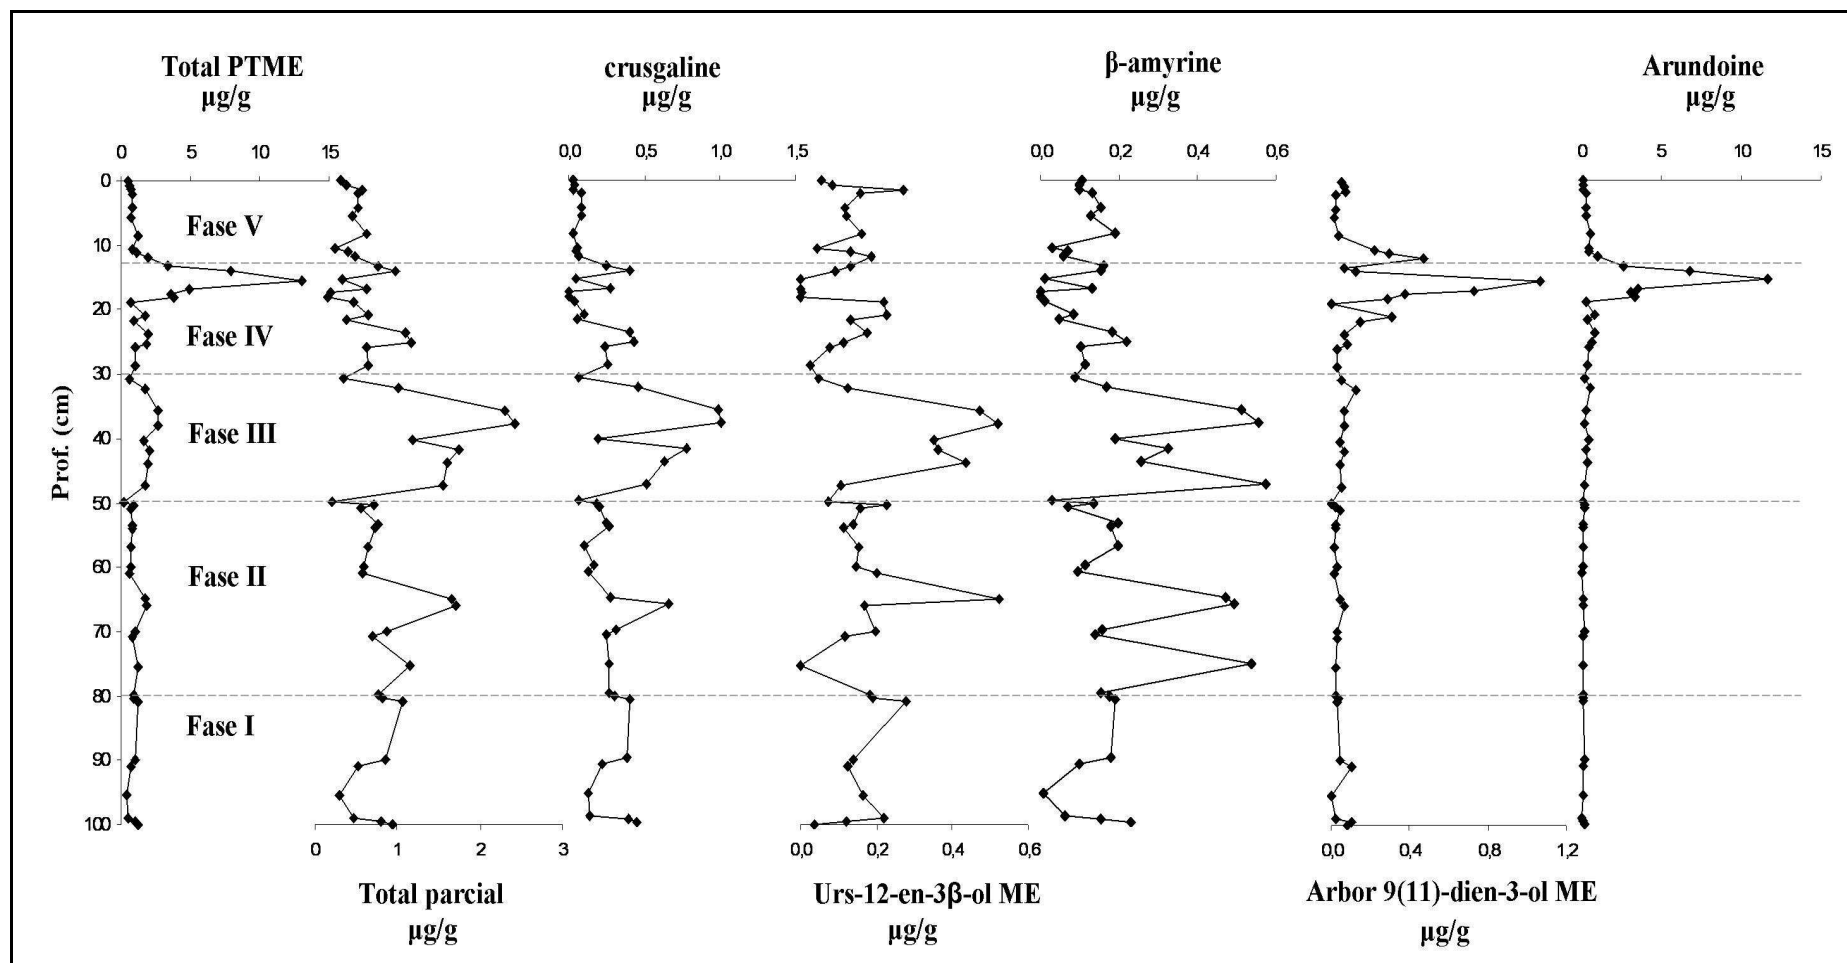 Total PTME
µg/g
crusgaline
µg/g
β-amyrine
µg/g
Arundoine
µg/g
0 5 10 15
0,0 0,5 1,0 1,5
0,0 0,2 0,4 0,6
0 5 10 15
Prof. (cm)
0
10
20
30
40
50
60
70
80
90
100
Fase V
Fase IV
Fase III
Fase II
Fase I
0 1 2 3
0,0 0,2 0,4 0,6
0,0 0,4 0,8 1,2
Total parcial
µg/g
Urs-12-en-3β-ol ME
µg/g
Arbor 9(11)-dien-3-ol ME
µg/g